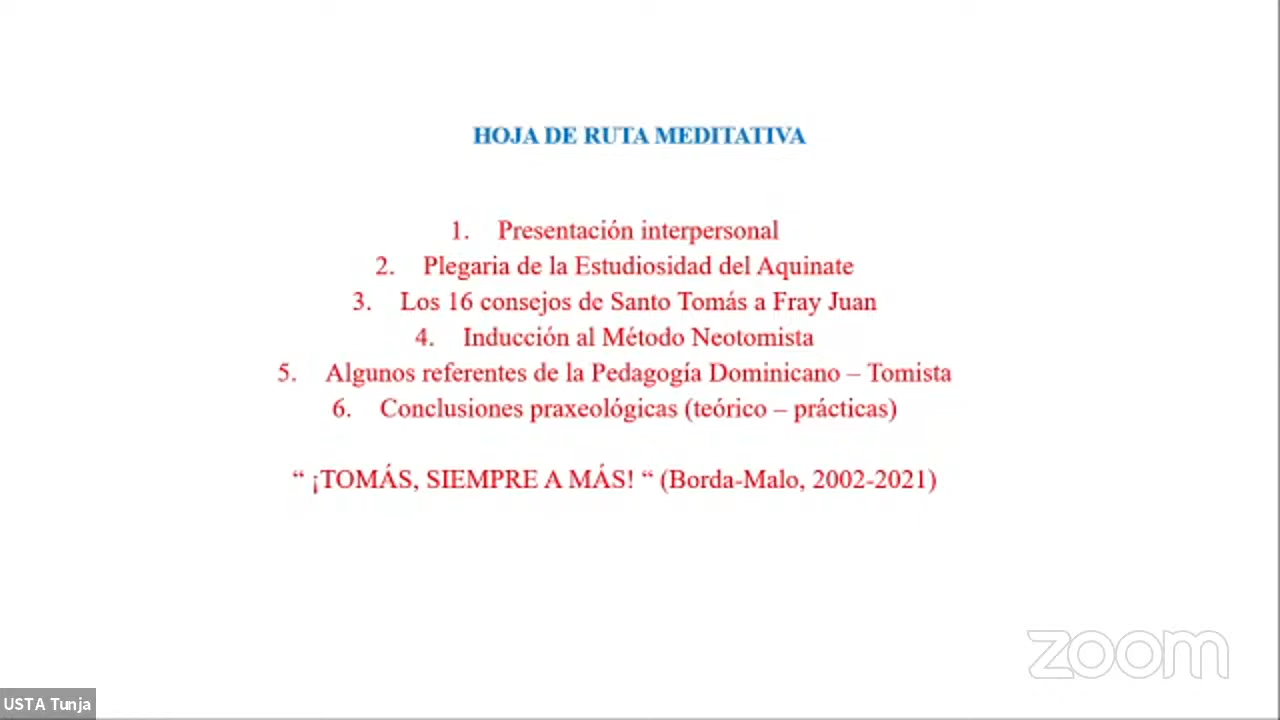 HOJA DE RUTA MEDITATIVA
1. Presentación interpersonal
2. Plegaria de la Estudiosidad del Aquinate
3. Los 16 consejos de Santo Tomás a Fray Juan
4. Inducción al Método Neotomista
5. Algunos referentes de la Pedagogía Dominicano – Tomista
6. Conclusiones praxeológicas (teórico – prácticas)
“ ¡TOMÁS, SIEMPRE A MÁS! “ (Borda-Malo, 2002-2021)
zoom
USTA Tunja